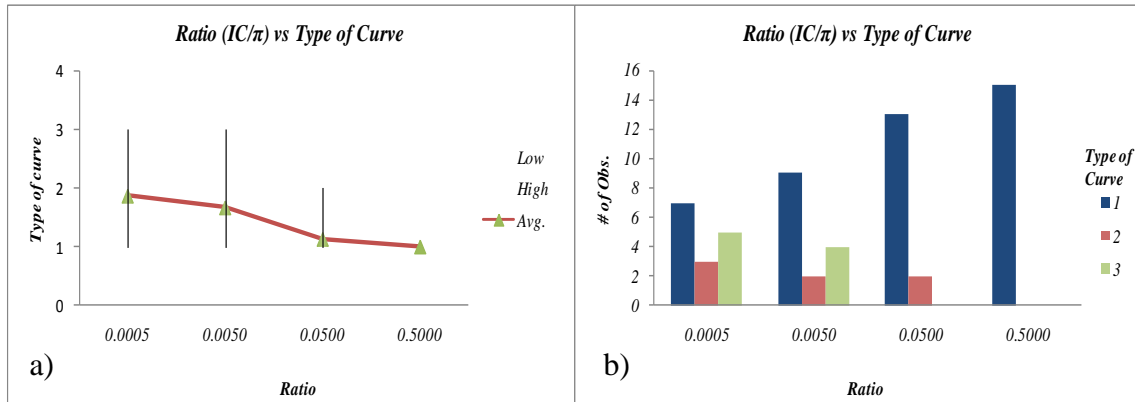 Ratio (IC/π) vs Type of Curve
4
3
2
1
0
Type of curve
0.0005 0.0050 0.0500 0.5000
Ratio
Low
High
Avg.
a)
Ratio (IC/π) vs Type of Curve
16
14
12
10
8
6
4
2
0
# of Obs.
0.0005 0.0050 0.0500 0.5000
Ratio
Type of
Curve
1
2
3
b)